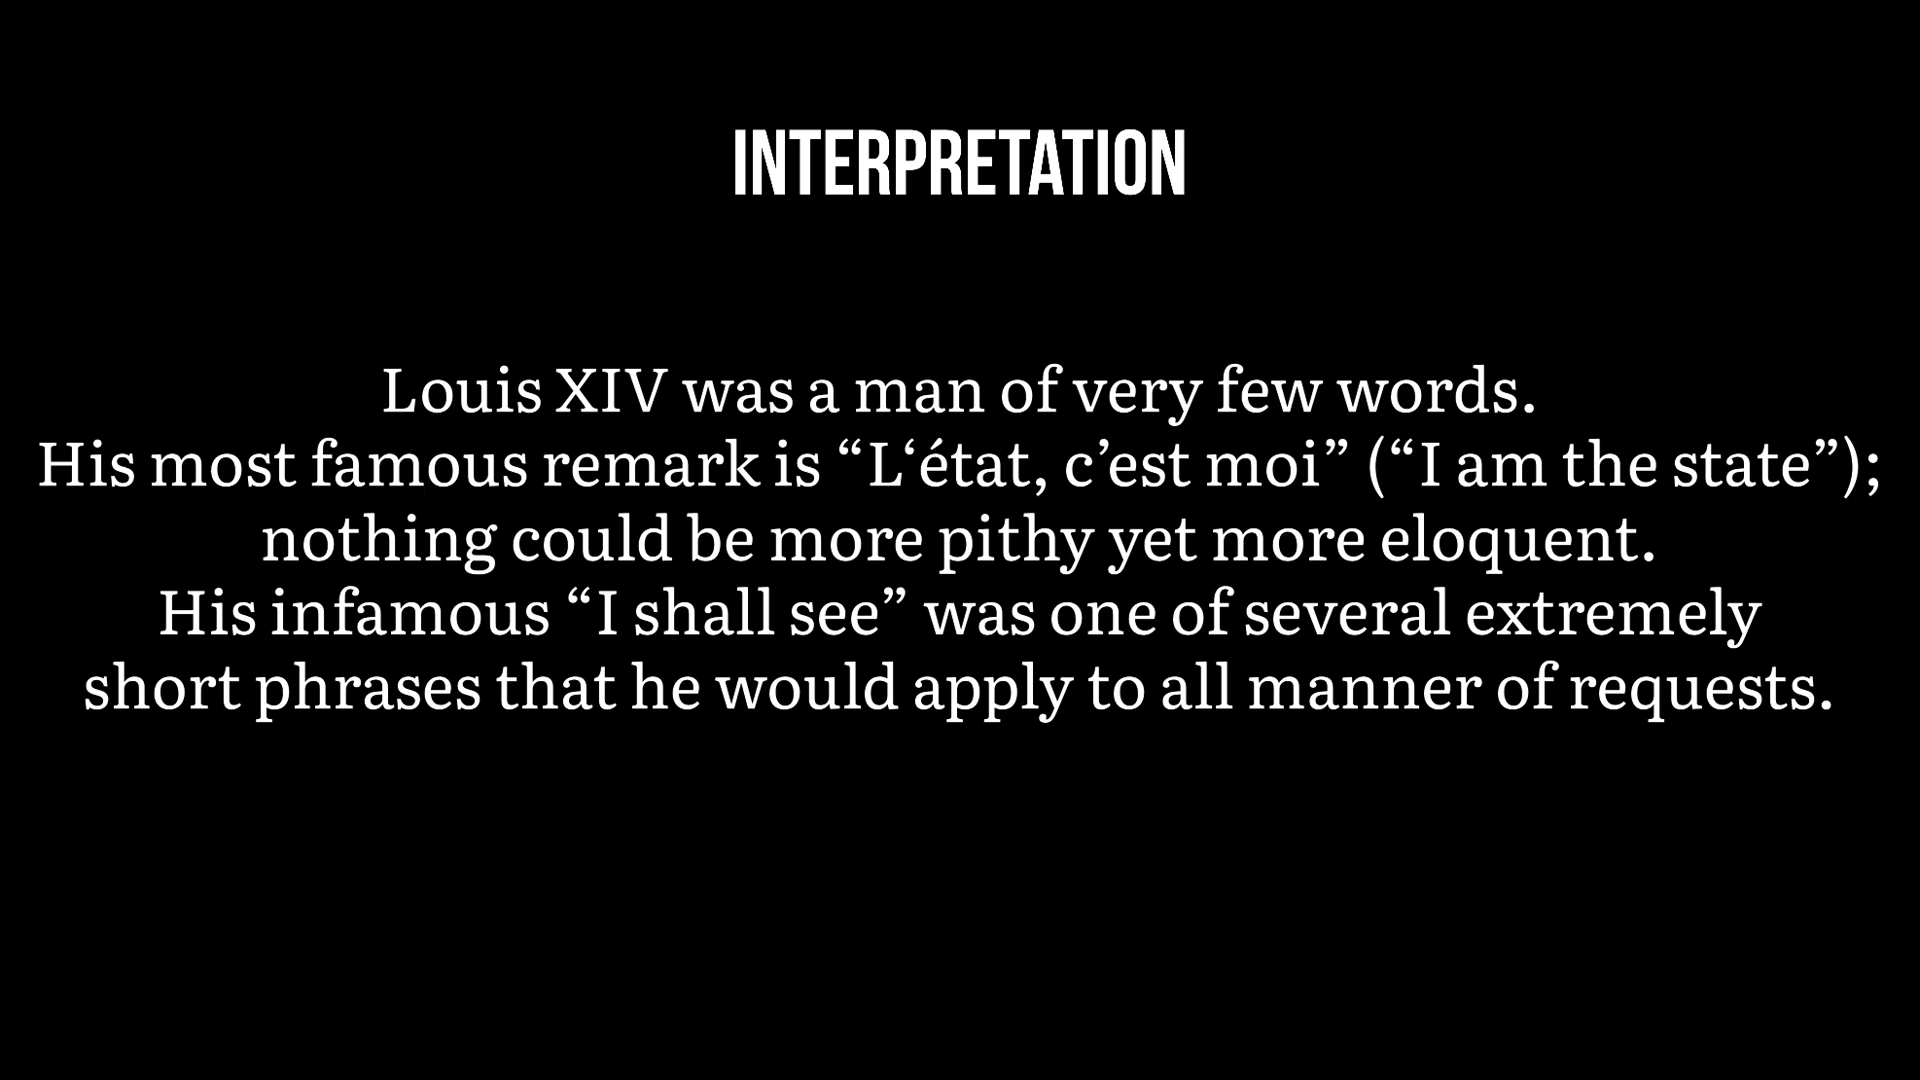 INTERPRETATION
Louis XIV was a man of very few words.
His most famous remark is “L‘état, c’est moi” (“I am the state”);
nothing could be more pithy yet more eloquent.
His infamous “I shall see” was one of several extremely
short phrases that he would apply to all manner of requests.